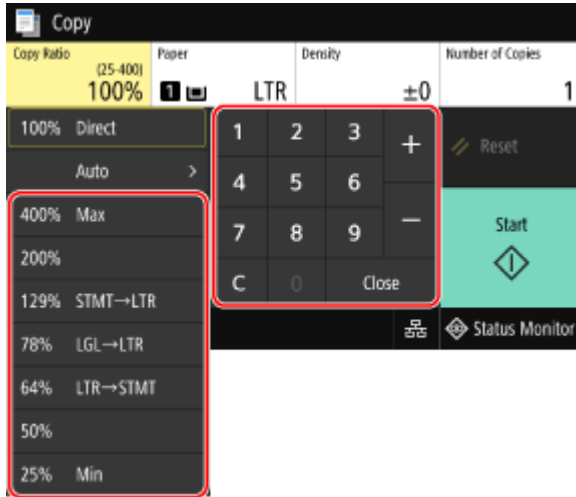 Copy
Copy Ratio
(25-400)
100%
Paper
1 LTR
Density
±0
Number of Copies
1
100% Direct
Auto >
400% Max
200%
129% STMT→LTR
78% LGL→LTR
64% LTR→STMT
50%
25% Min
1 2 3 +
4 5 6
7 8 9 −
C 0 Close
Reset
Start
Status Monitor